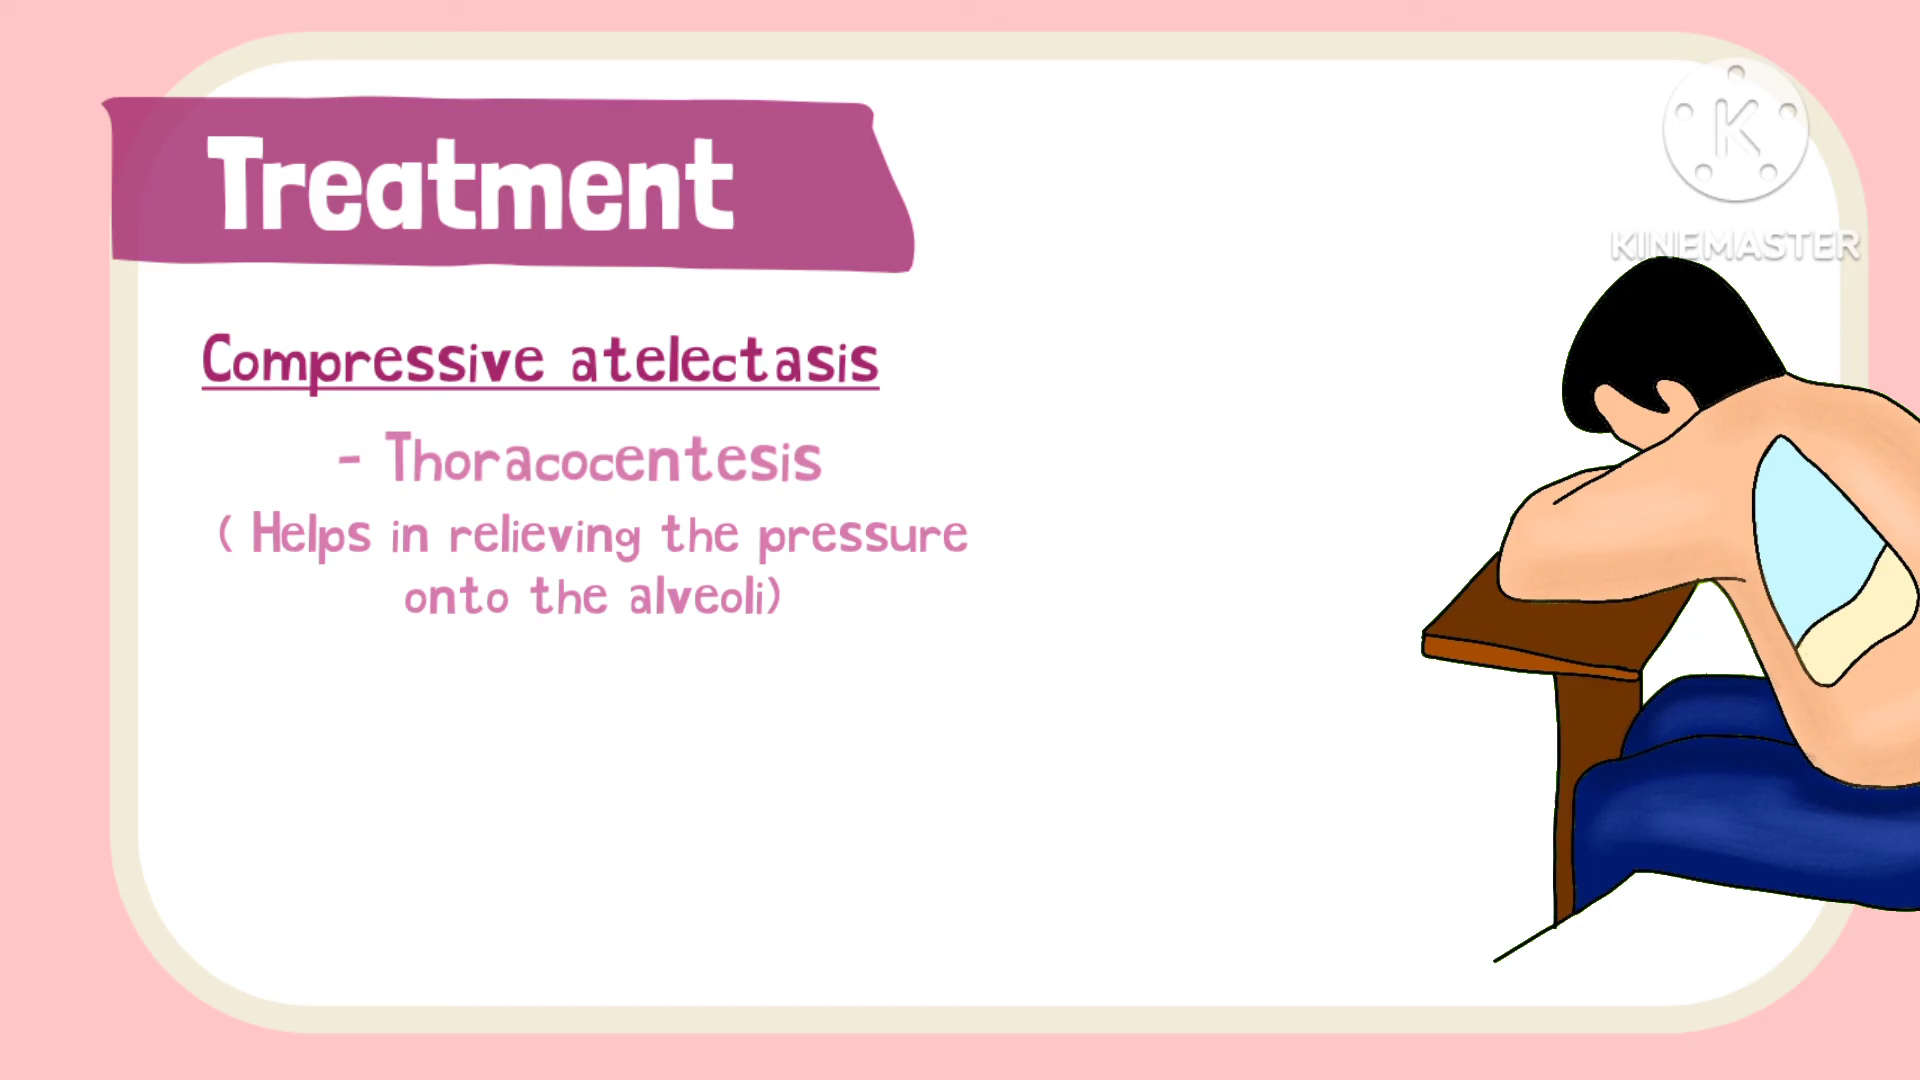 Treatment
K
KINEMASTER
Compressive atelectasis
- Thoracocentesis
( Helps in relieving the pressure
onto the alveoli)